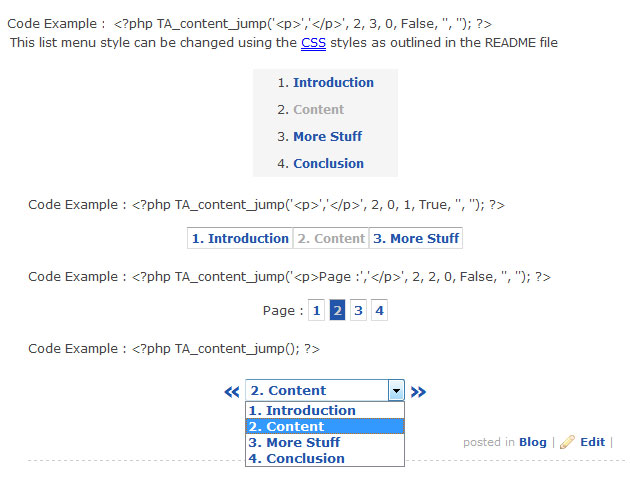 Code Example : <?php TA_content_jump('<p>','</p>', 2, 3, 0, False, '', ''); ?>
This list menu style can be changed using the CSS styles as outlined in the README file
1. Introduction
2. Content
3. More Stuff
4. Conclusion
Code Example : <?php TA_content_jump('<p>','</p>', 2, 0, 1, True, '', ''); ?>
1. Introduction 2. Content 3. More Stuff
Code Example : <?php TA_content_jump('<p>Page :','</p>', 2, 2, 0, False, '', ''); ?>
Page : 1 2 3 4
Code Example : <?php TA_content_jump(); ?>
« 2. Content »
1. Introduction
2. Content
3. More Stuff
4. Conclusion
posted in Blog | Edit |